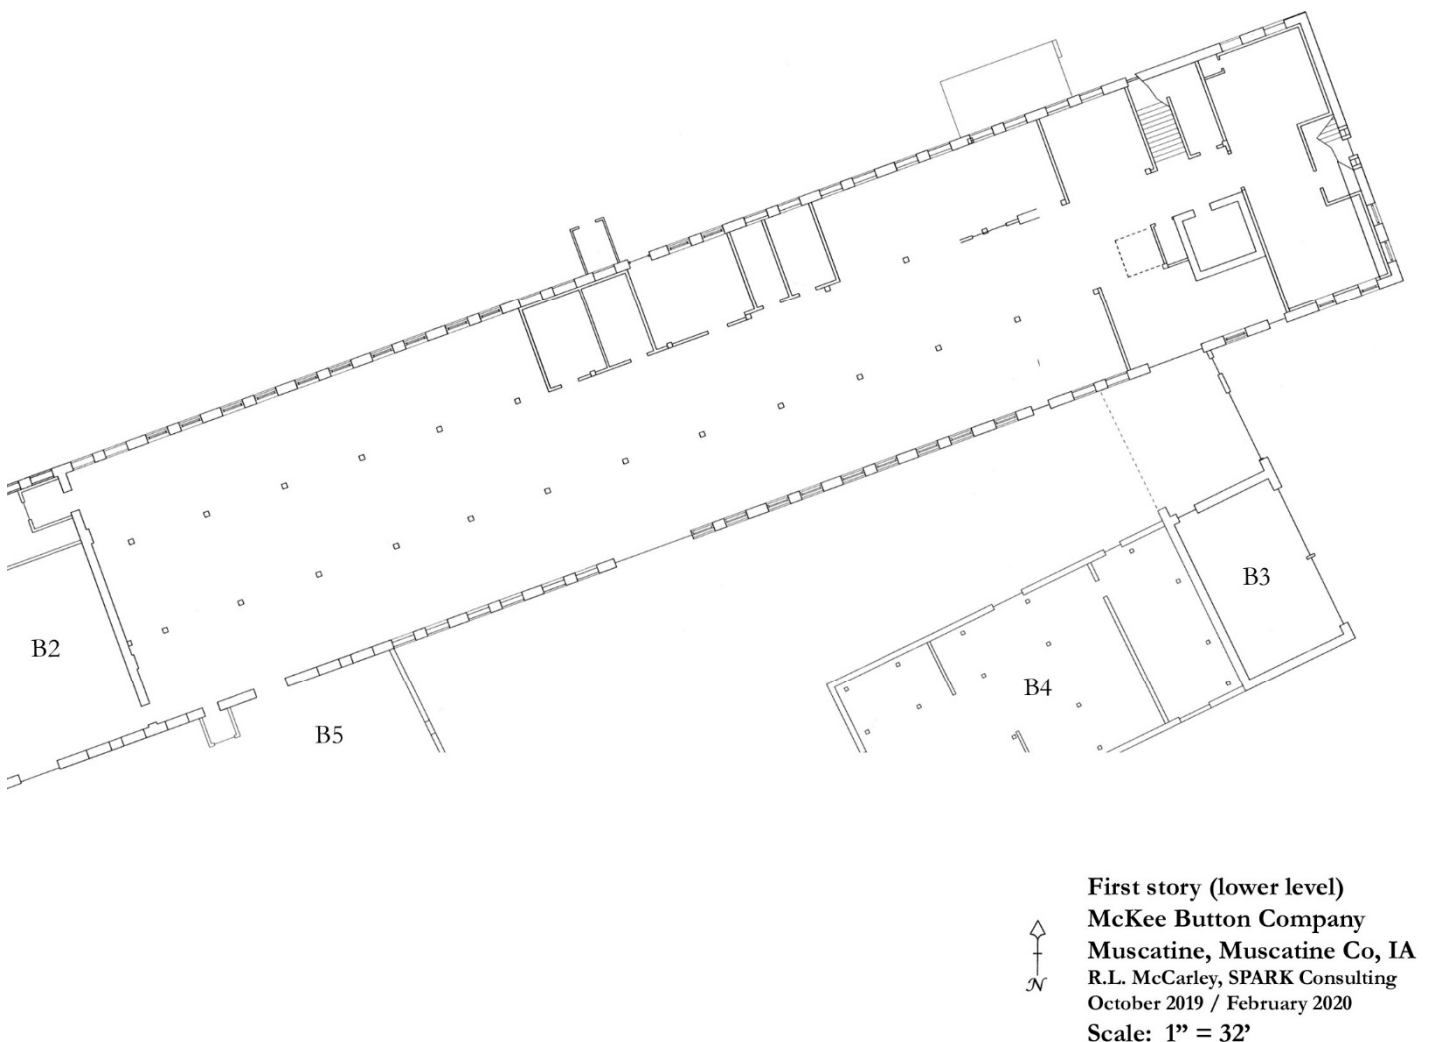 B3
B2
B4
B5
First story (lower level)
McKee Button Company
Muscatine, Muscatine Co, IA
N
R.L. McCarley, SPARK Consulting
October 2019 / February 2020
Scale:  1” = 32’